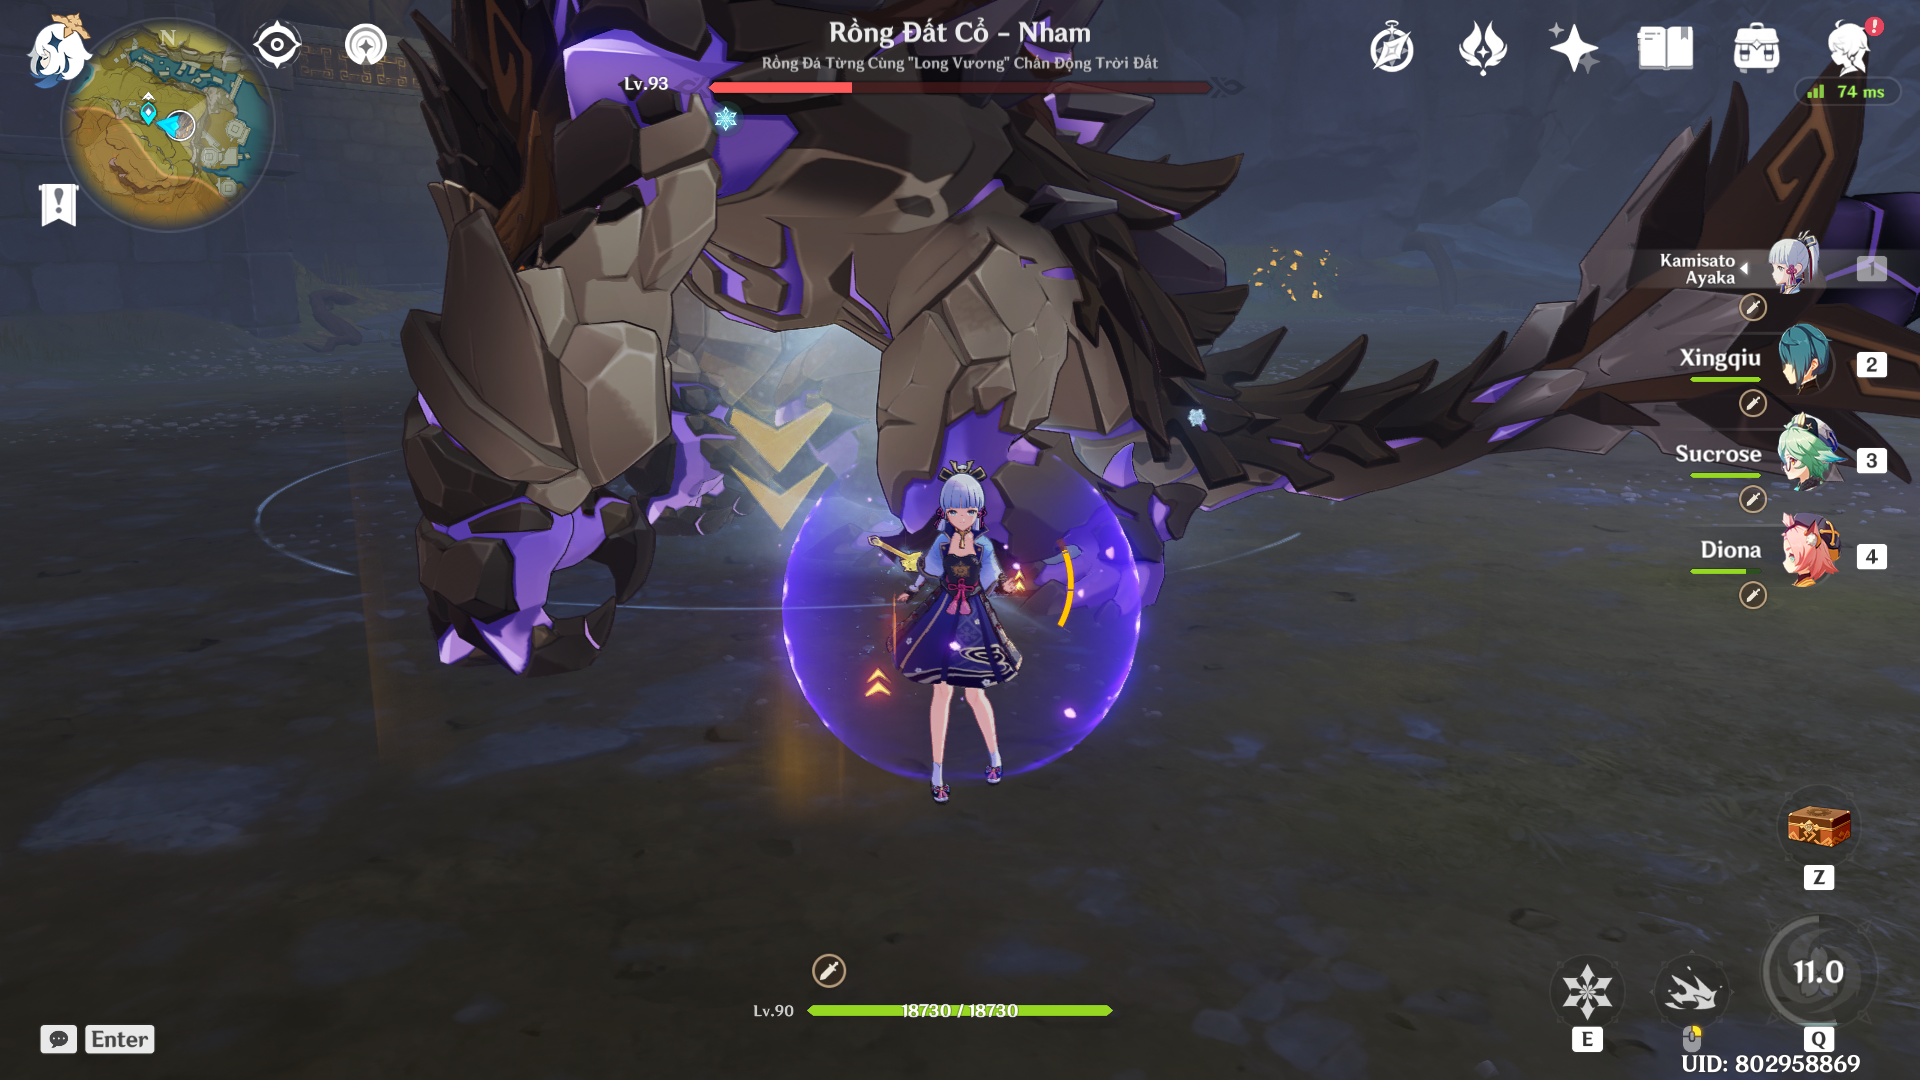 N
Rồng Đất Cổ - Nham
Rồng Đá Từng Cùng "Long Vương" Chấn Động Trời Đất
Lv.93
74 ms
Kamisato
Ayaka
1
Xingqiu
2
Sucrose
3
Diona
4
Z
11.0
E
Q
Lv.90
18730 / 18730
Enter
UID: 802958869